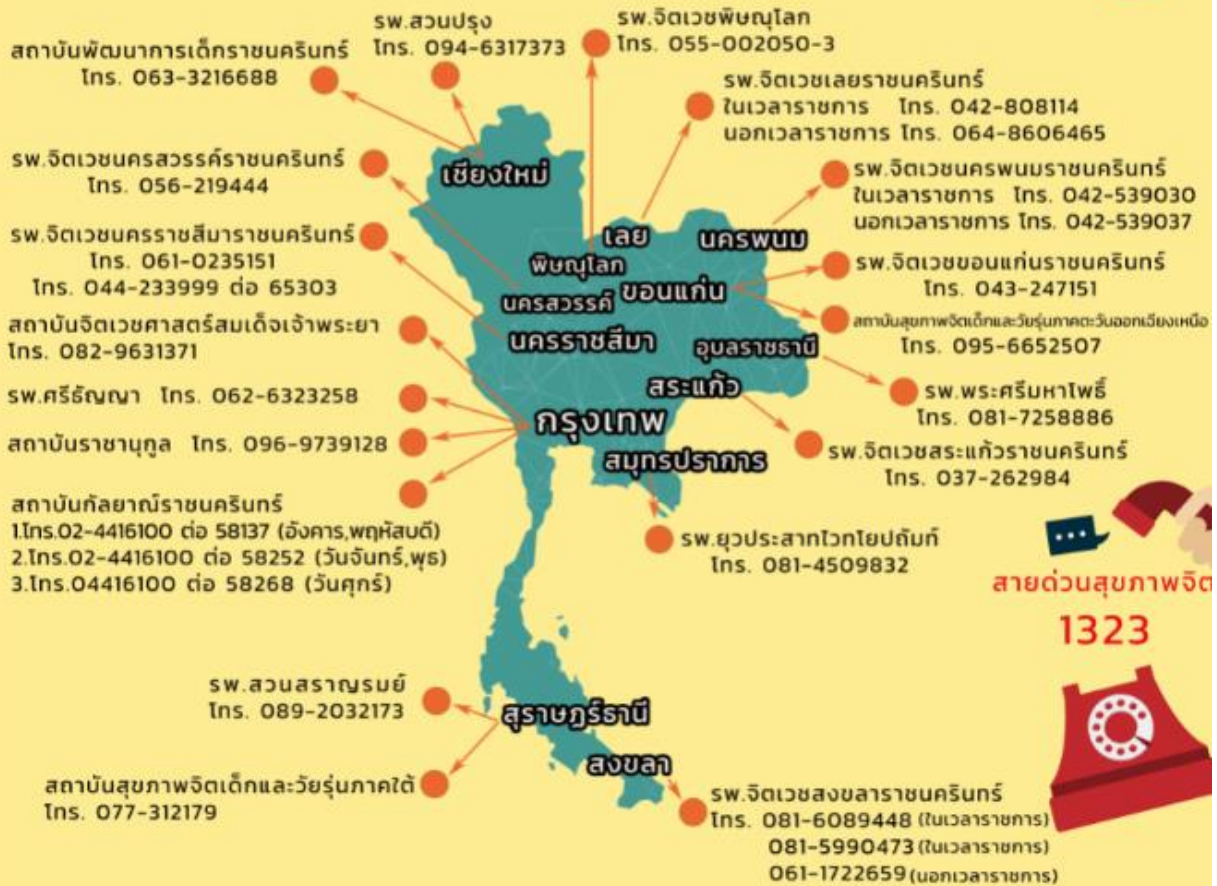 สถาบันพัฒนาการเด็กราชนครินทร์
โทร. 063-3216688
รพ.สวนปรุง
โทร. 094-6317373
รพ.จิตเวชพิษณุโลก
โทร. 055-002050-3
รพ.จิตเวชเลยราชนครินทร์
ในเวลาราชการ โทร. 042-808114
นอกเวลาราชการ โทร. 064-8606465
รพ.จิตเวชนครสวรรค์ราชนครินทร์
โทร. 056-219444
รพ.จิตเวชนครพนมราชนครินทร์
ในเวลาราชการ โทร. 042-539030
นอกเวลาราชการ โทร. 042-539037
รพ.จิตเวชนครราชสีมาราชนครินทร์
โทร. 061-0235151
โทร. 044-233999 ต่อ 65303
รพ.จิตเวชขอนแก่นราชนครินทร์
โทร. 043-247151
สถาบันสุขภาพจิตเด็กและวัยรุ่นภาคตะวันออกเฉียงเหนือ
โทร. 095-6652507
สถาบันจิตเวชศาสตร์สมเด็จเจ้าพระยา
โทร. 082-9631371
รพ.ศรีธัญญา โทร. 062-6323258
สถาบันราชานุกูล โทร. 096-9739128
รพ.พระศรีมหาโพธิ์
โทร. 081-7258886
รพ.จิตเวชสระแก้วราชนครินทร์
โทร. 037-262984
สถาบันกัลยาณ์ราชนครินทร์
1.โทร.02-4416100 ต่อ 58137 (อังคาร,พฤหัสบดี)
2.โทร.02-4416100 ต่อ 58252 (วันจันทร์,พุธ)
3.โทร.04416100 ต่อ 58268 (วันศุกร์)
รพ.ยุวประสาทไวทโยปถัมภ์
โทร. 081-4509832
เชียงใหม่
เลย
นครพนม
พิษณุโลก
นครสวรรค์
ขอนแก่น
นครราชสีมา
อุบลราชธานี
สระแก้ว
กรุงเทพ
สมุทรปราการ
สุราษฎร์ธานี
สงขลา
สายด่วนสุขภาพจิต
1323
รพ.สวนสราญรมย์
โทร. 089-2032173
สถาบันสุขภาพจิตเด็กและวัยรุ่นภาคใต้
โทร. 077-312179
รพ.จิตเวชสงขลาราชนครินทร์
โทร. 081-6089448 (ในเวลาราชการ)
081-5990473 (ในเวลาราชการ)
061-1722659 (นอกเวลาราชการ)